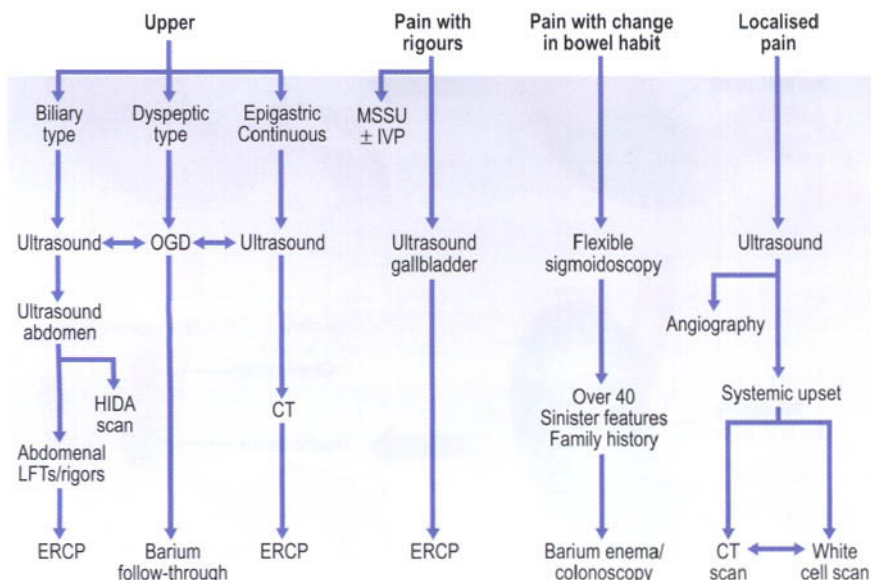 Upper
Pain with
rigours
Pain with change
in bowel habit
Localised
pain
Biliary
type
Dyspeptic
type
Epigastric
Continuous
MSSU
± IVP
Ultrasound
OGD
Ultrasound
Ultrasound
gallbladder
Flexible
sigmoidoscopy
Ultrasound
Ultrasound
abdomen
Angiography
HIDA
scan
CT
Over 40
Sinister features
Family history
Systemic upset
Abdomenal
LFTs/rigors
ERCP
Barium
follow-through
ERCP
ERCP
Barium enema/
colonoscopy
CT
scan
White
cell scan